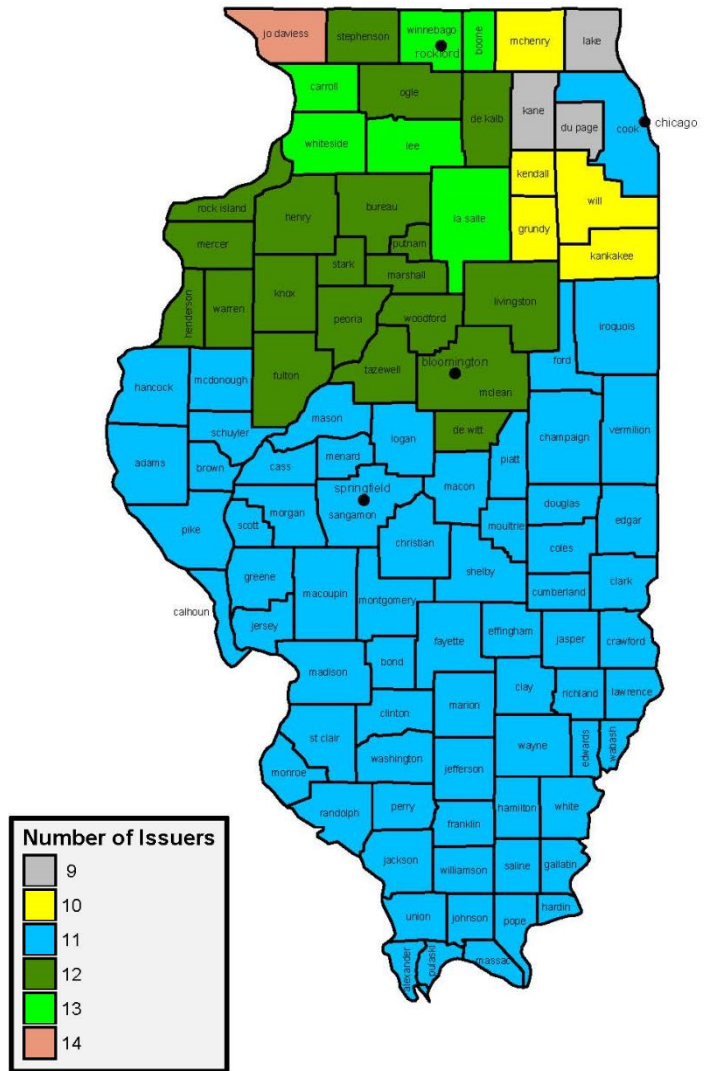 jo daviess
stephenson
winnebago
rockford
boone
mchenry
lake
carroll
ogle
de kalb
kane
du page
cook
chicago
whiteside
lee
kendall
will
rock island
henry
bureau
la salle
grundy
putnam
mercer
stark
marshall
kankakee
henderson
warren
knox
peoria
woodford
livingston
iroquois
ford
bloomington
tazewell
mclean
hancock
mcdonough
fulton
mason
schuyler
logan
de witt
champaign
vermilion
adams
brown
cass
menard
piatt
macon
springfield
sangamon
morgan
scott
douglas
edgar
pike
moultrie
christian
coles
shelby
greene
macoupin
montgomery
cumberland
clark
calhoun
jersey
fayette
effingham
jasper
crawford
bond
madison
clay
richland
lawrence
marion
clinton
st clair
wayne
edwards
wabash
washington
jefferson
monroe
randolph
perry
hamilton
white
franklin
jackson
williamson
saline
gallatin
union
johnson
pope
hardin
alexander
pulaski
massac
Number of Issuers
9
10
11
12
13
14